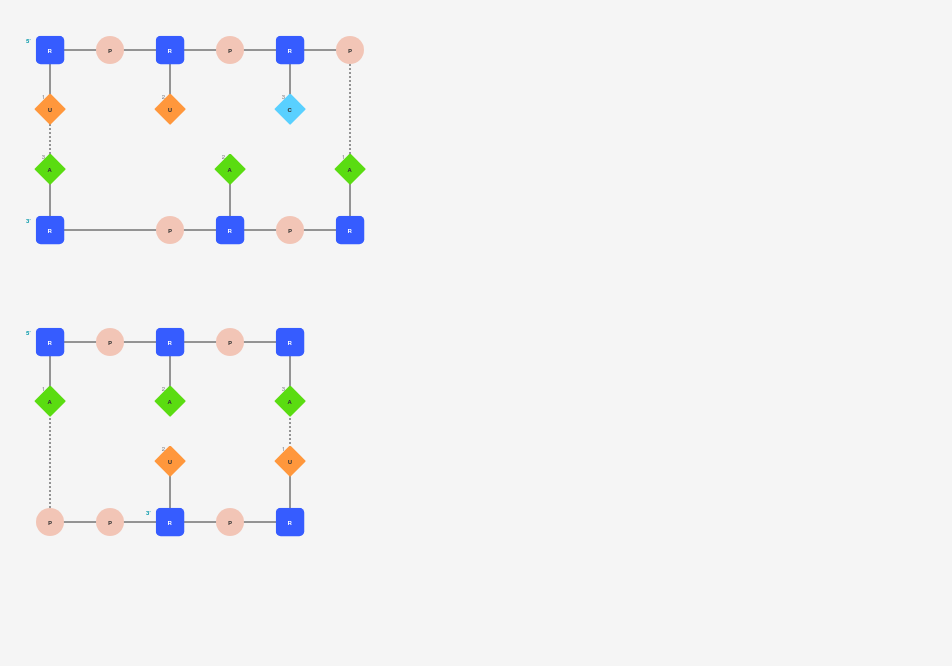 5' R P R P R P
1 U 2 U 3 C
3 A 2 A 1 A
3' R P R P R
5' R P R P R
1 A 2 A 3 A
2 U 1 U
P P 3' R P R